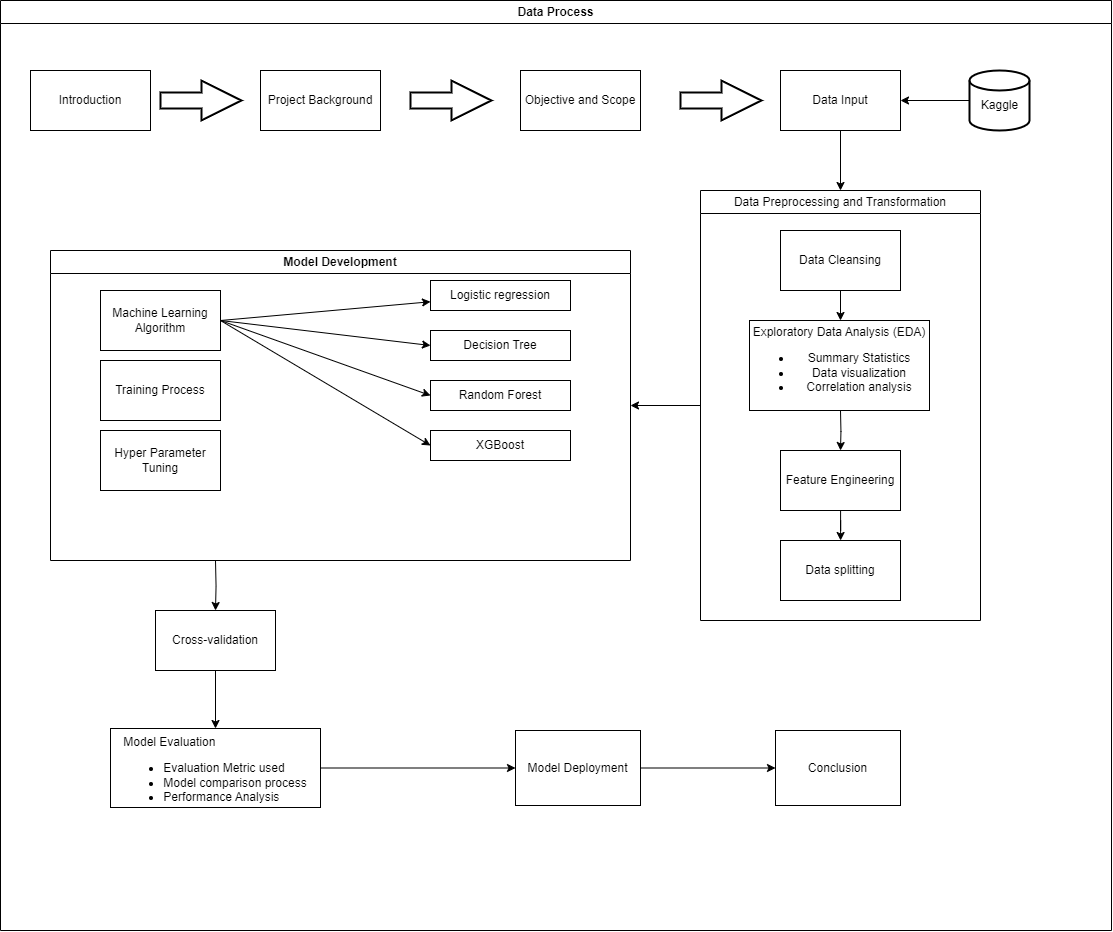 Data Process
Introduction
Project Background
Objective and Scope
Data Input
Kaggle
Data Preprocessing and Transformation
Data Cleansing
Exploratory Data Analysis (EDA)
• Summary Statistics
• Data visualization
• Correlation analysis
Feature Engineering
Data splitting
Model Development
Machine Learning
Algorithm
Training Process
Hyper Parameter
Tuning
Logistic regression
Decision Tree
Random Forest
XGBoost
Cross-validation
Model Evaluation
• Evaluation Metric used
• Model comparison process
• Performance Analysis
Model Deployment
Conclusion